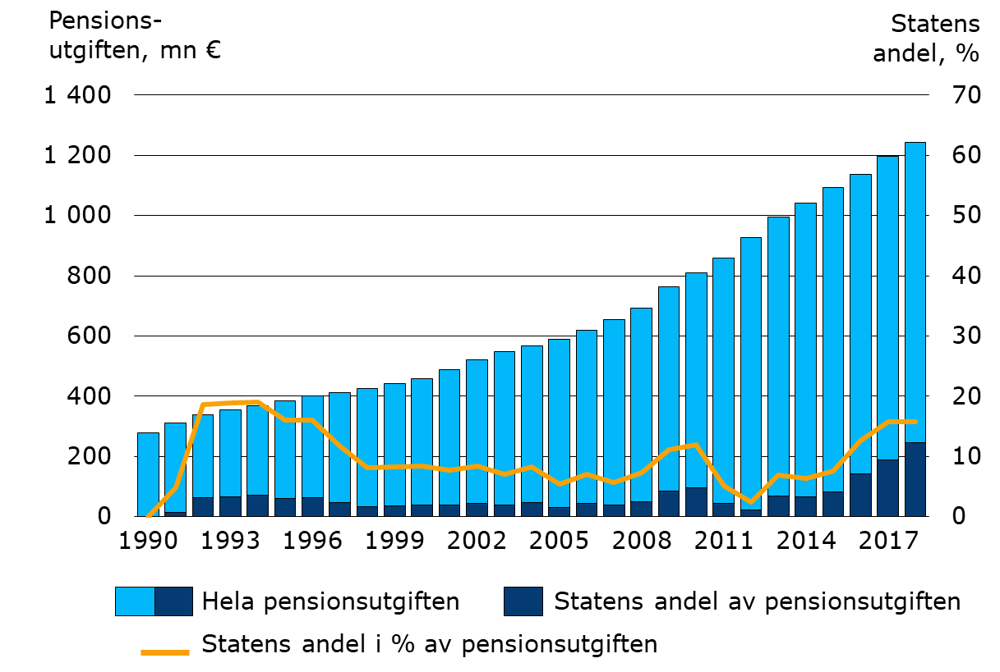 Pensions-
utgiften, mn €
Statens
andel, %
1 400
70
1 200
60
1 000
50
800
40
600
30
400
20
200
10
0
0
1990 1993 1996 1999 2002 2005 2008 2011 2014 2017
Hela pensionsutgiften
Statens andel av pensionsutgiften
Statens andel i % av pensionsutgiften